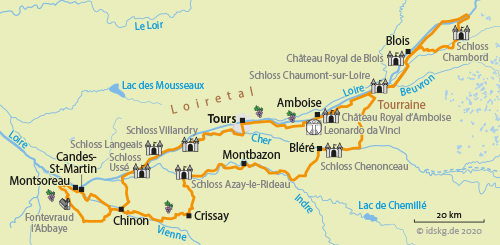 Le Loir
Blois
Château Royal de Blois
Schloss
Chambord
Schloss Chaumont-sur-Loire
Loire
Beuvron
Lac des Mousseaux
Loiretal
Amboise
Tourraine
Château Royal d'Amboise
Leonardo da Vinci
Tours
Schloss Villandry
Cher
Loire
Schloss Langeais
Bléré
Candes-
St-Martin
Schloss
Ussé
Montbazon
Schloss Chenonceau
Montsoreau
Schloss Azay-le-Rideau
Indre
Lac de Chemillé
Fontevraud
l'Abbaye
Chinon
Crissay
Vienne
20 km
© idskg.de 2020